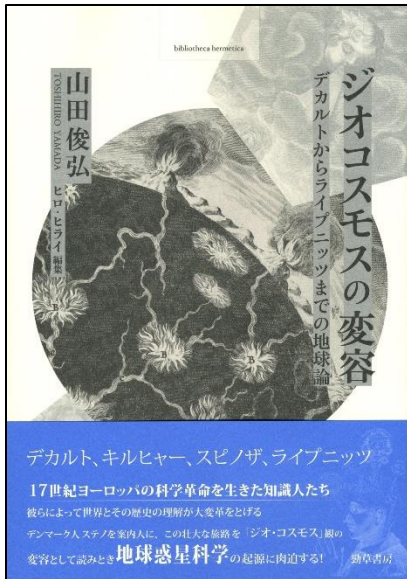 bibliotheca hermetica
ジオコスモスの変容
デカルトからライプニッツまでの地球論
山田俊弘
TOSHIHIRO YAMADA
ヒロ・ヒライ 編集
B
B
デカルト、キルヒャー、スピノザ、ライプニッツ
17世紀ヨーロッパの科学革命を生きた知識人たち
彼らによって世界とその歴史の理解が大変革をとげる
デンマーク人ステノを案内人に、この壮大な旅路を「ジオ・コスモス」観の
変容として読みとき地球惑星科学の起源に肉迫する!
勁草書房